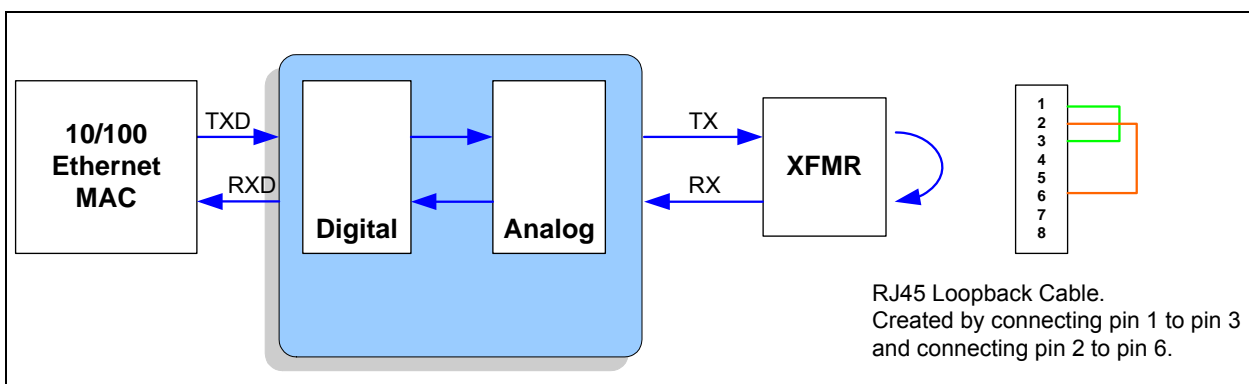 10/100
Ethernet
MAC
TXD
RXD
Digital
Analog
TX
RX
XFMR
1
2
3
4
5
6
7
8
RJ45 Loopback Cable.
Created by connecting pin 1 to pin 3
and connecting pin 2 to pin 6.